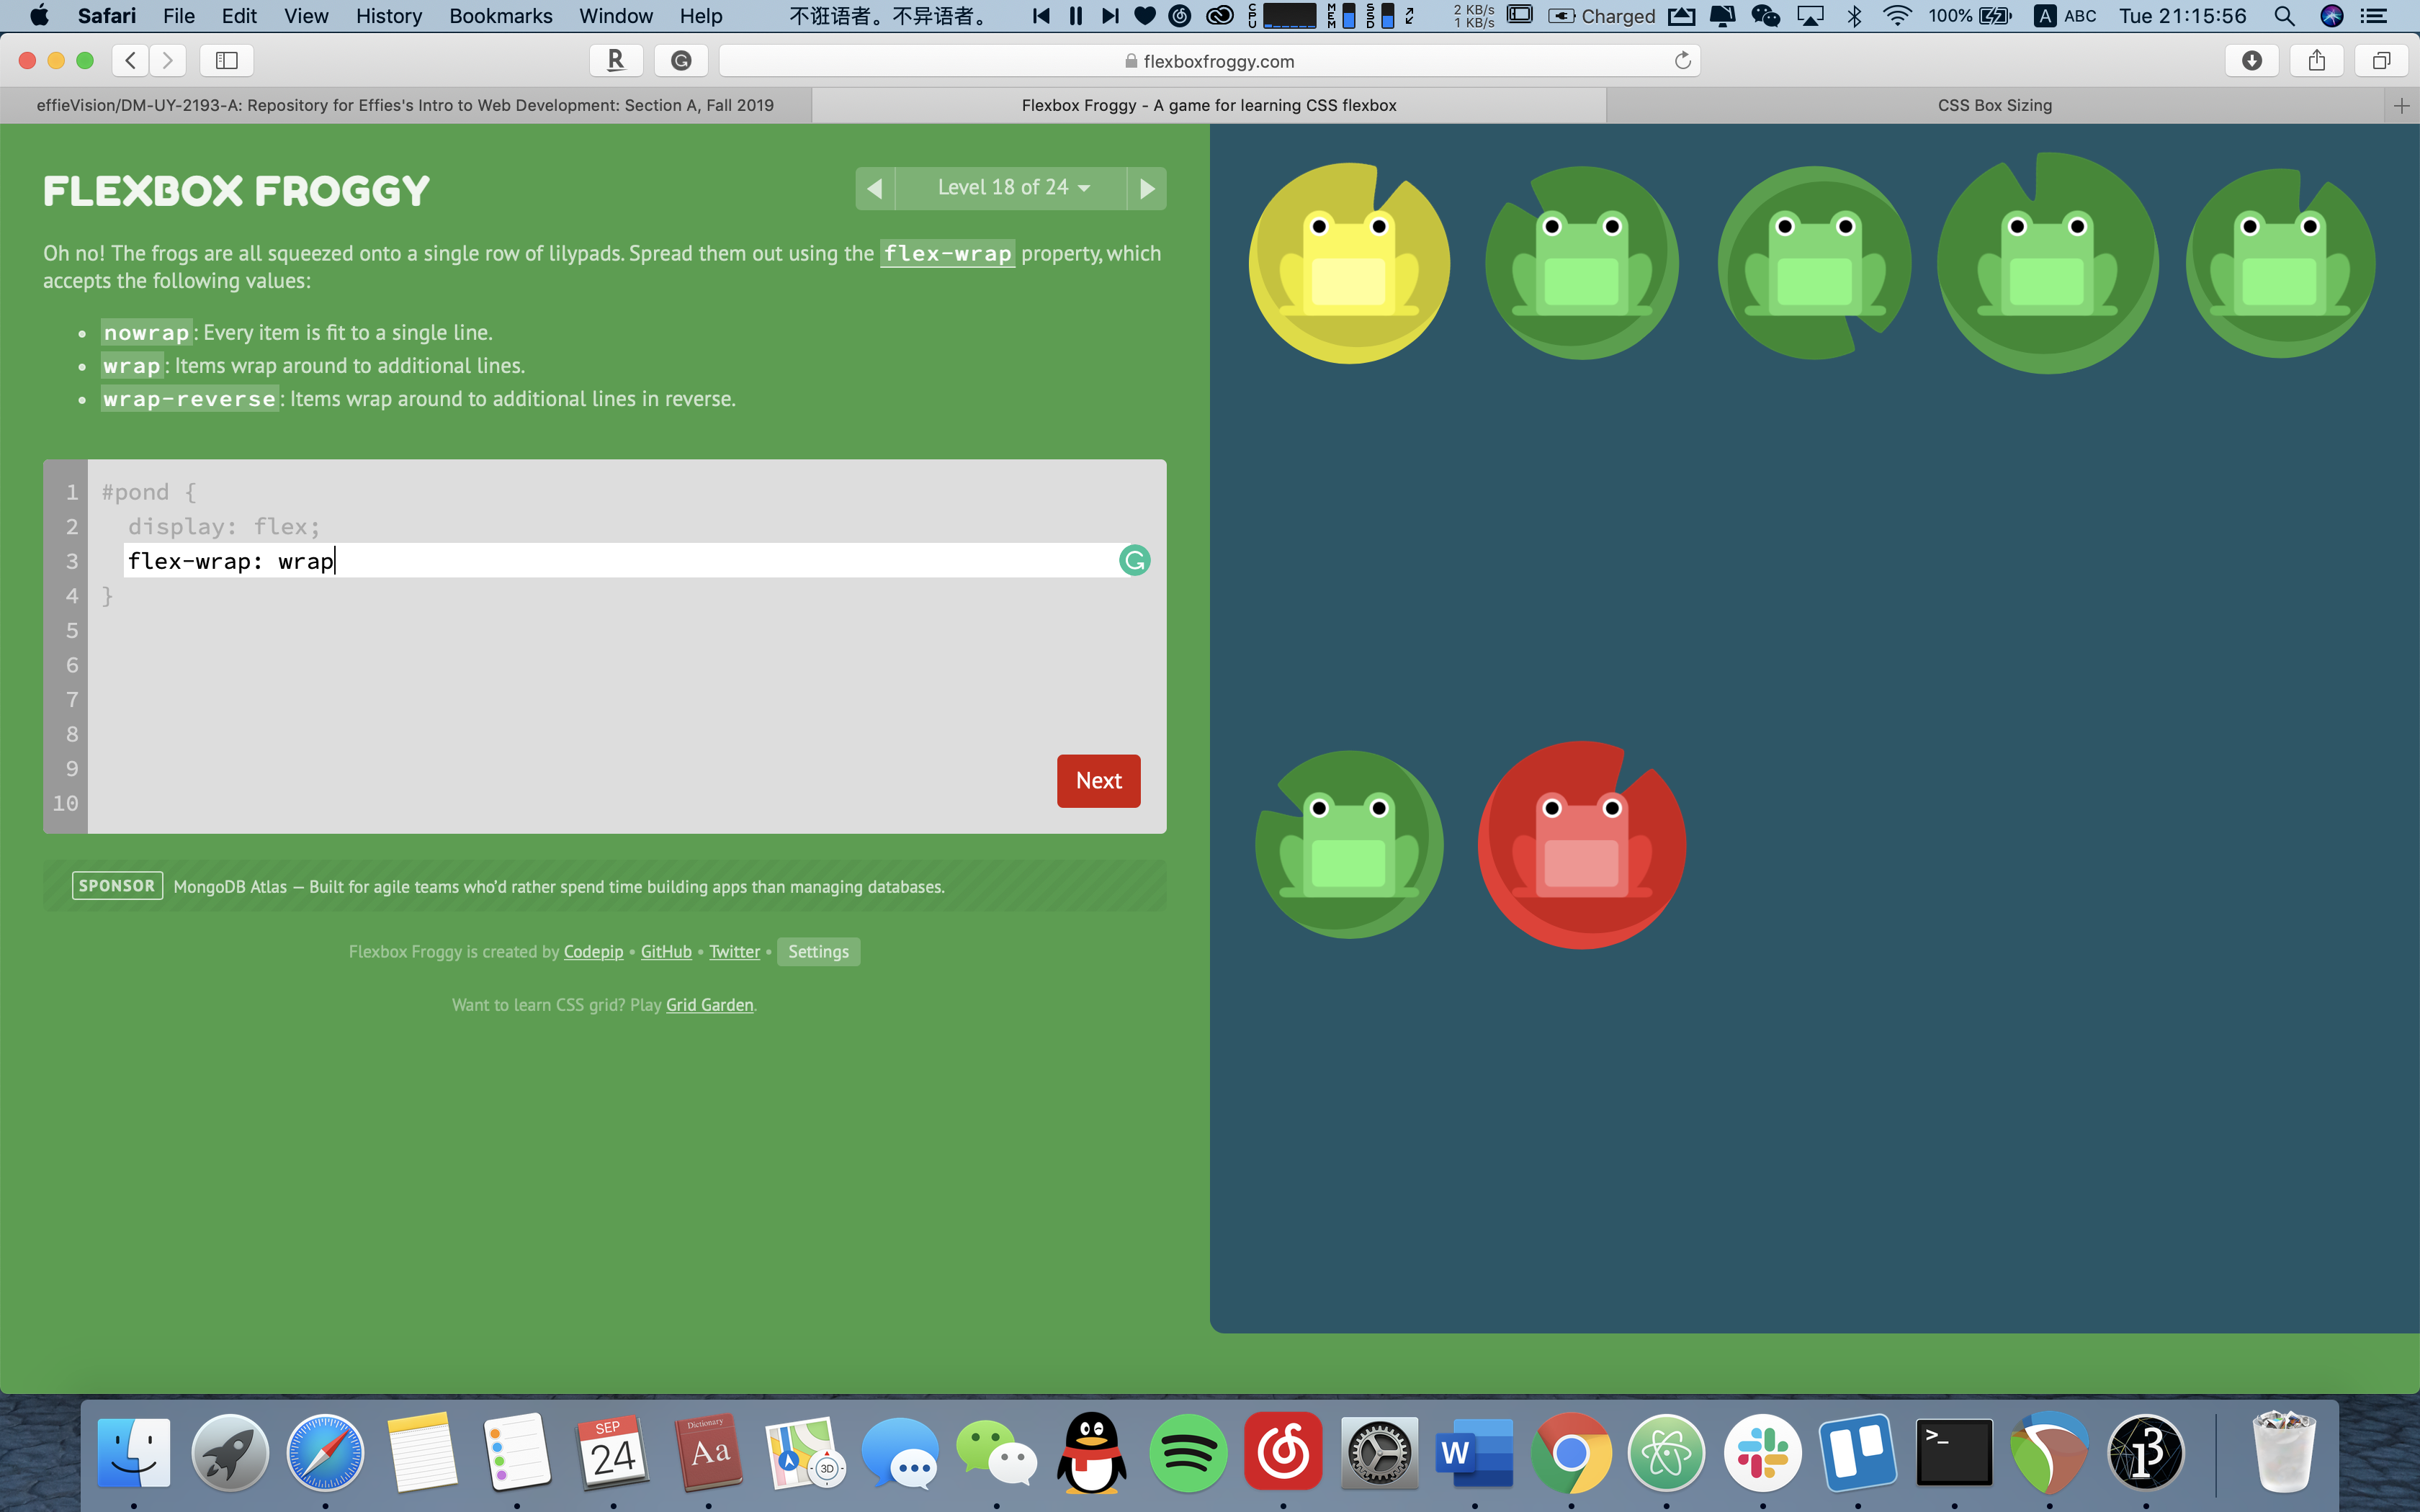 Safari File Edit View History Bookmarks Window Help 不诳语者。不异语者。 CPU MEM SSD 2 KB/s 1 KB/s Charged 100% A ABC Tue 21:15:56
R flexboxfroggy.com
effieVision/DM-UY-2193-A: Repository for Effies's Intro to Web Development: Section A, Fall 2019 Flexbox Froggy - A game for learning CSS flexbox CSS Box Sizing
FLEXBOX FROGGY
Level 18 of 24
Oh no! The frogs are all squeezed onto a single row of lilypads. Spread them out using the flex-wrap property, which
accepts the following values:
nowrap: Every item is fit to a single line.
wrap: Items wrap around to additional lines.
wrap-reverse: Items wrap around to additional lines in reverse.
1 #pond {
2 display: flex;
3 flex-wrap: wrap
4 }
5
6
7
8
9
10
Next
SPONSOR MongoDB Atlas — Built for agile teams who'd rather spend time building apps than managing databases.
Flexbox Froggy is created by Codepip • GitHub • Twitter • Settings
Want to learn CSS grid? Play Grid Garden.
SEP
24
Dictionary
Aa
3D
W
>_